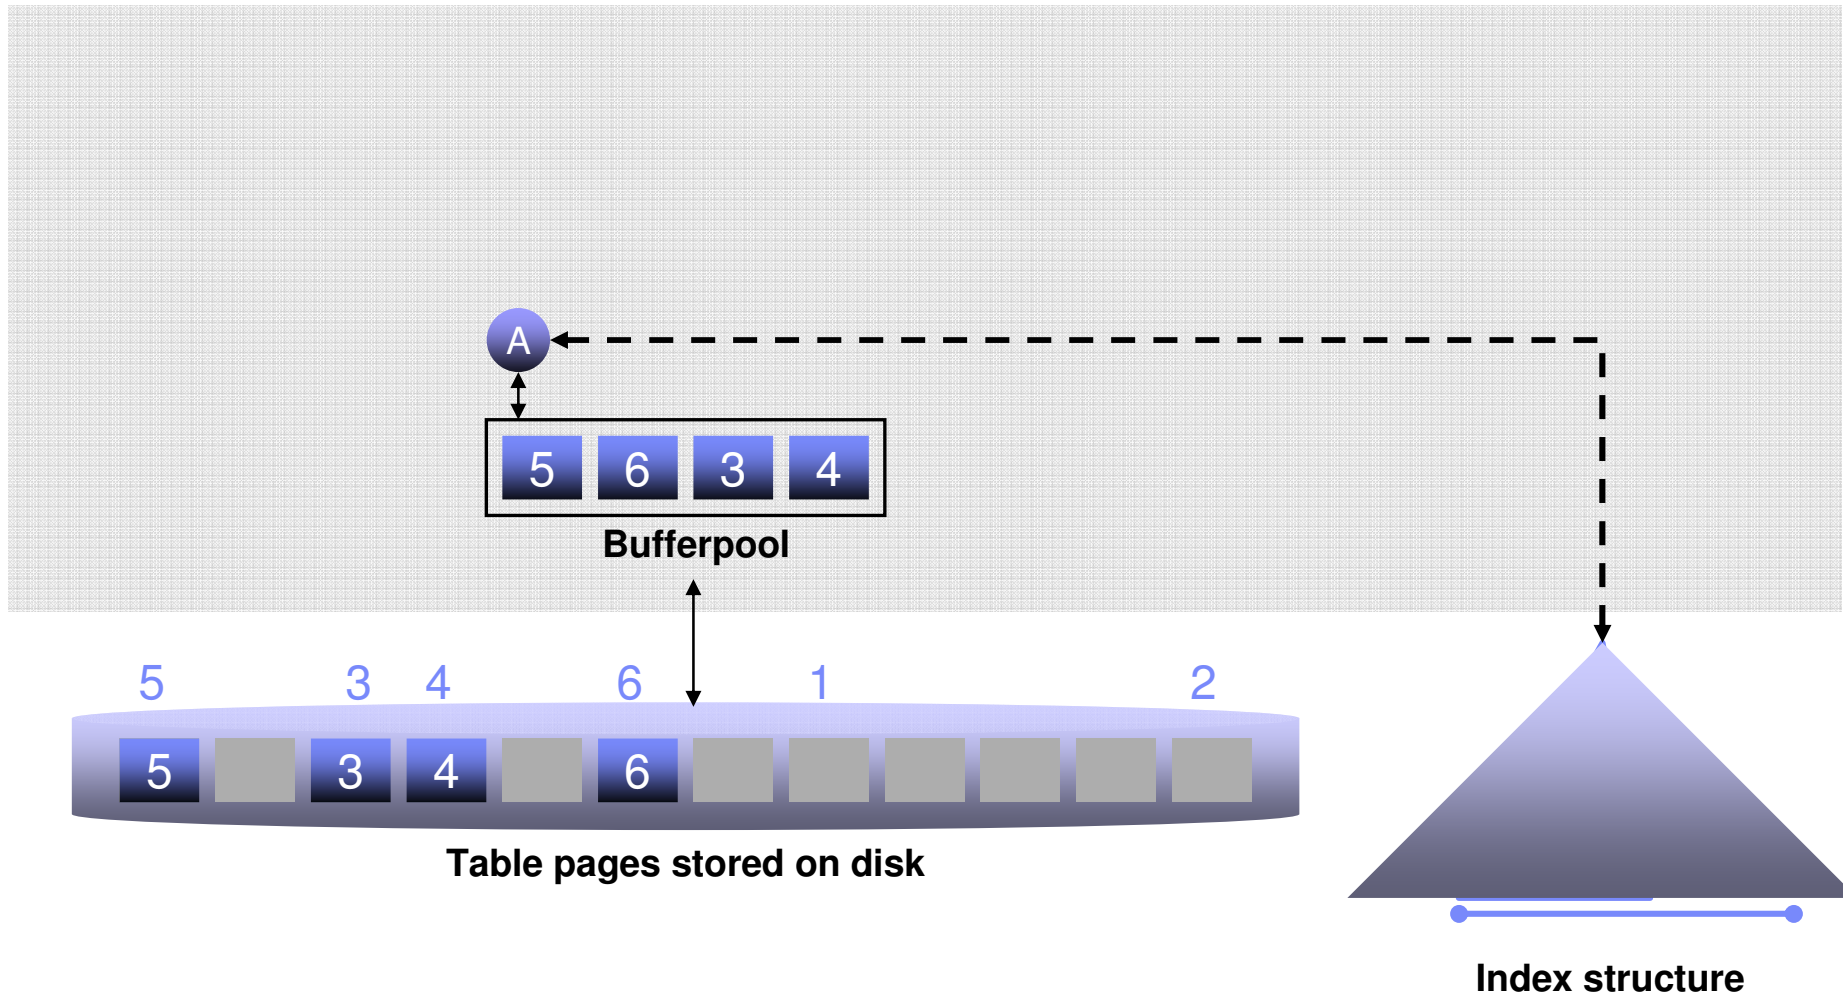 A
5 6 3 4
Bufferpool
5 3 4 6 1 2
5 3 4 6
Table pages stored on disk
Index structure